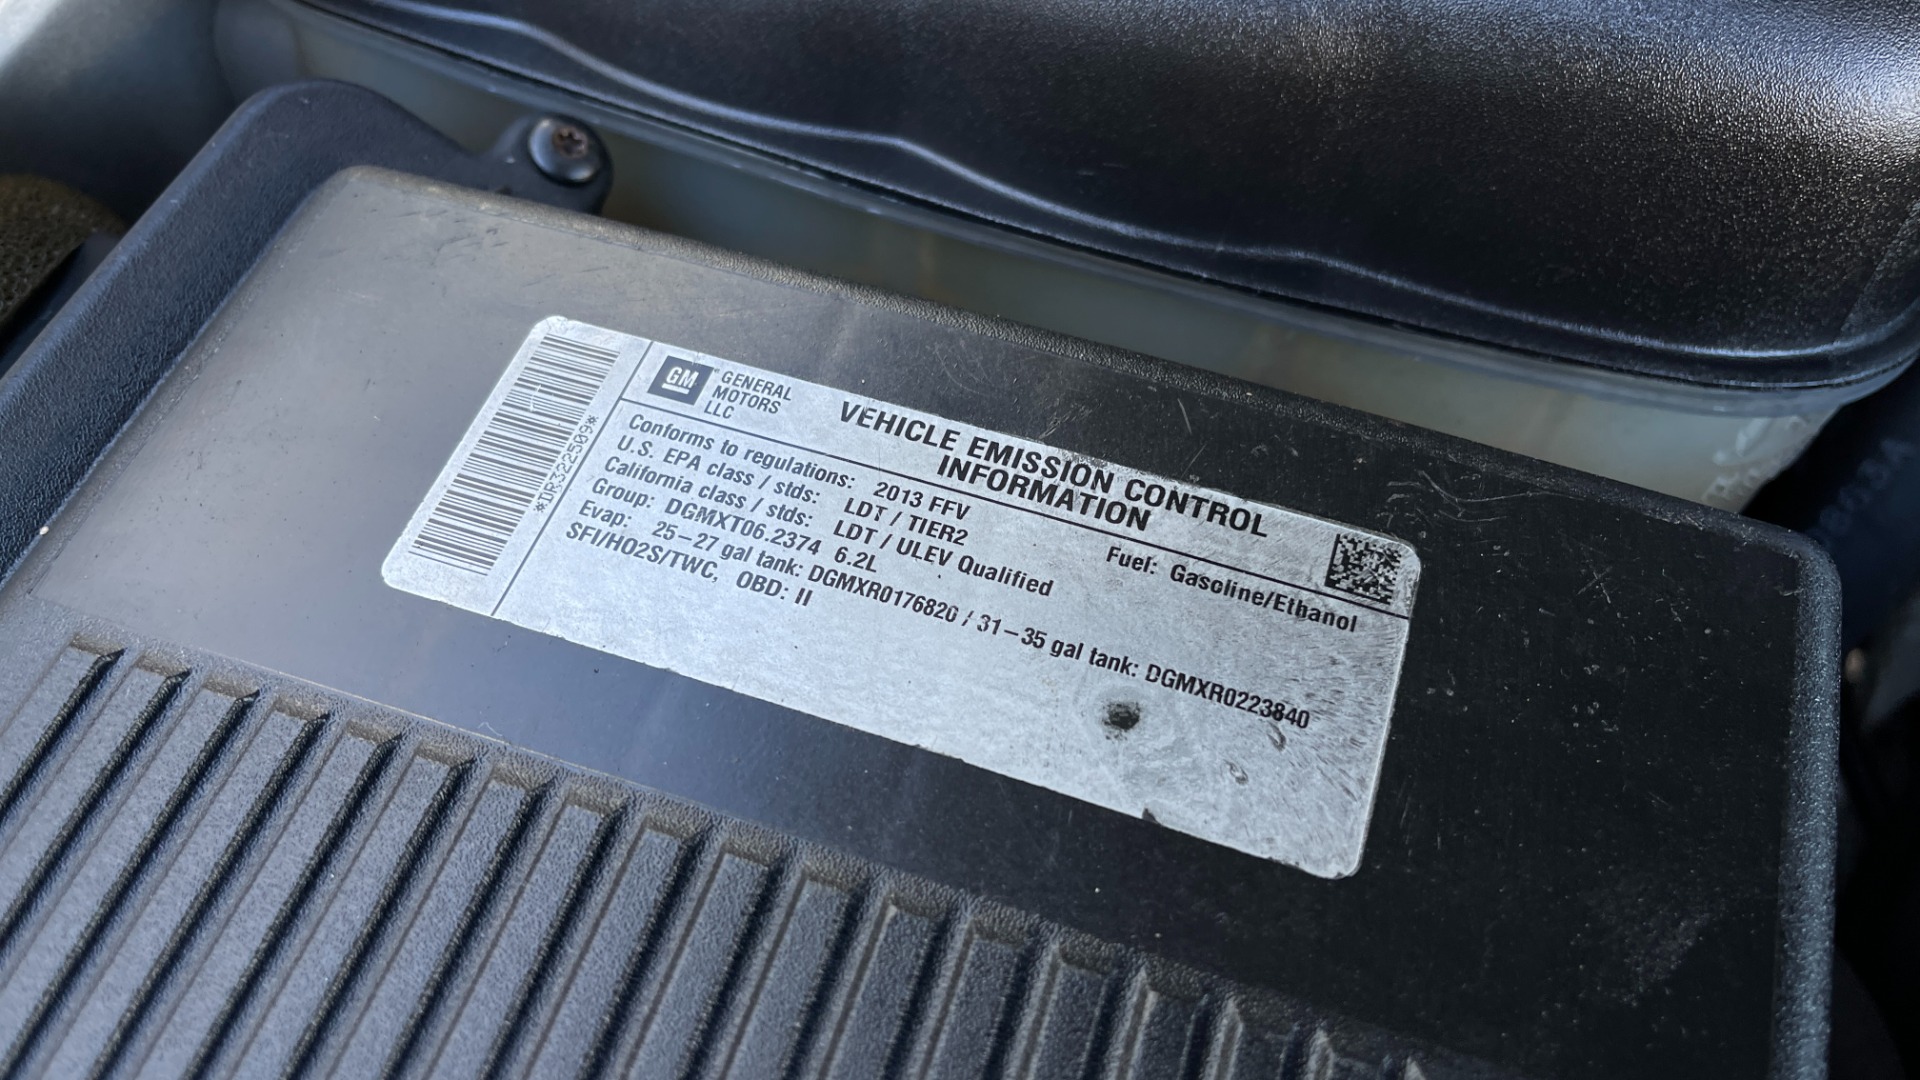 *DR322509*
GM
GENERAL
MOTORS
LLC
VEHICLE EMISSION CONTROL
INFORMATION
Conforms to regulations: 2013 FFV
Fuel: Gasoline/Ethanol
U.S. EPA class / stds: LDT / TIER2
California class / stds: LDT / ULEV Qualified
Group: DGMXT06.2374 6.2L
Evap: 25-27 gal tank: DGMXR0176820 / 31-35 gal tank: DGMXR0223840
SFI/HO2S/TWC, OBD: II